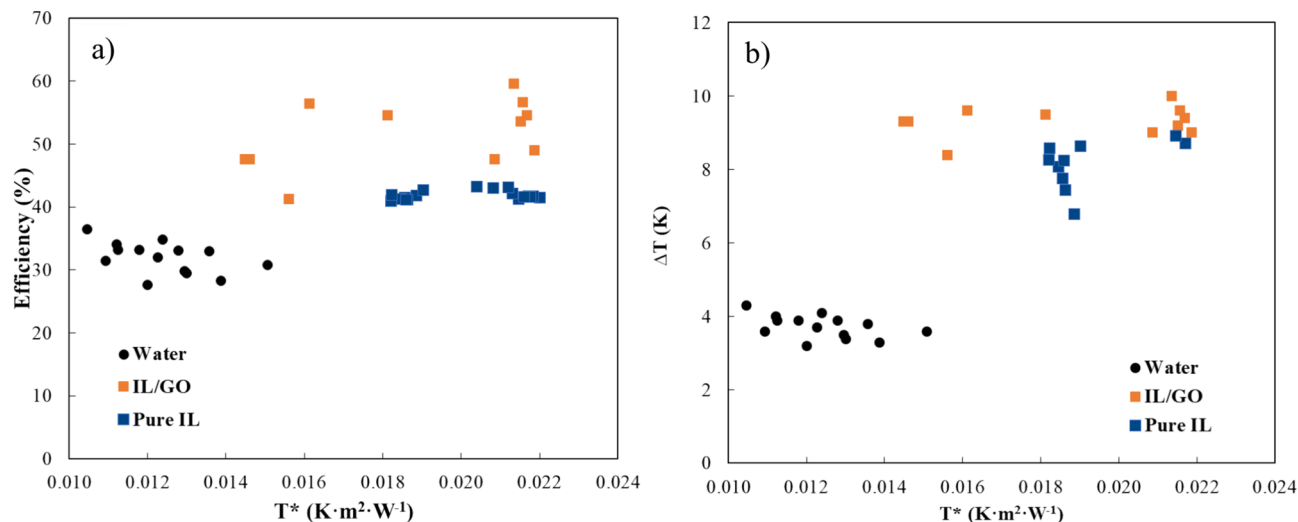 a)
Efficiency (%)
70
60
50
40
30
20
10
0
Water
IL/GO
Pure IL
0.010 0.012 0.014 0.016 0.018 0.020 0.022 0.024
T* (K·m²·W⁻¹)
b)
ΔT (K)
12
10
8
6
4
2
0
Water
IL/GO
Pure IL
0.010 0.012 0.014 0.016 0.018 0.020 0.022 0.024
T* (K·m²·W⁻¹)